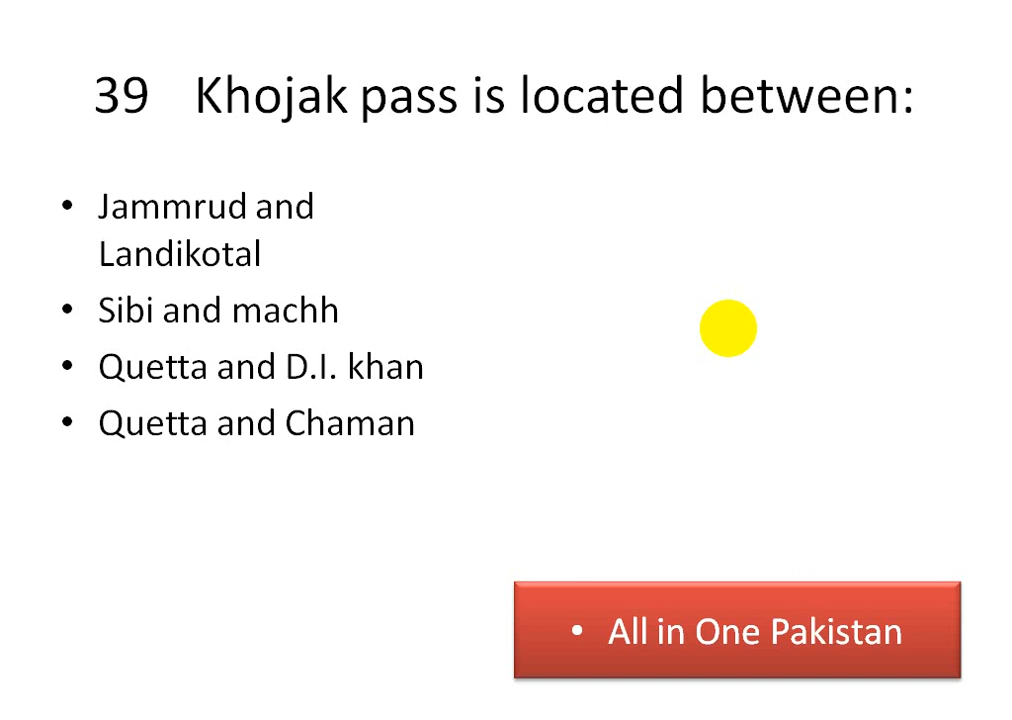 39 Khojak pass is located between:
• Jammrud and
Landikotal
• Sibi and machh
• Quetta and D.I. khan
• Quetta and Chaman
• All in One Pakistan